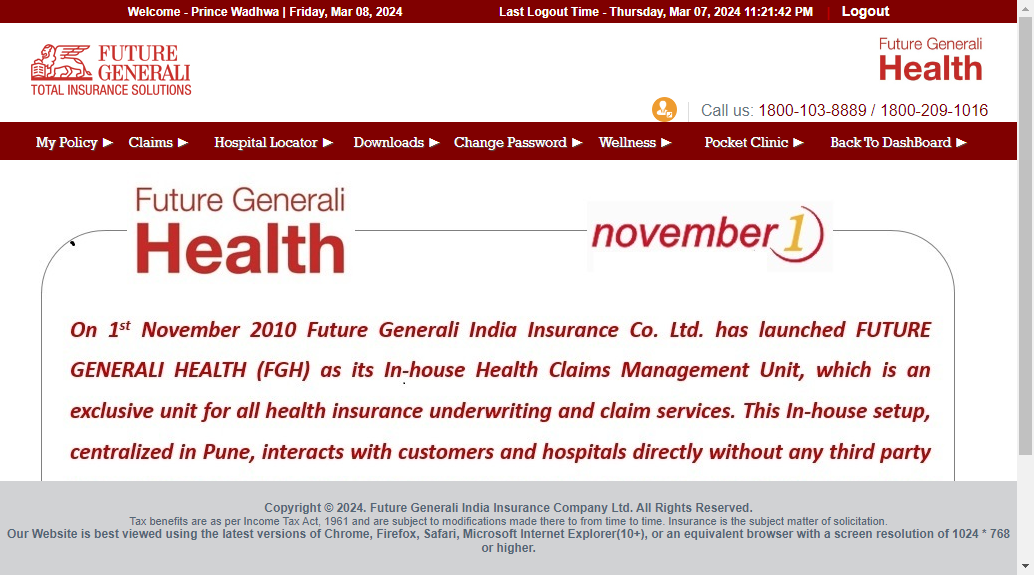 Welcome - Prince Wadhwa | Friday, Mar 08, 2024 Last Logout Time - Thursday, Mar 07, 2024 11:21:42 PM | Logout
FUTURE
GENERALI
TOTAL INSURANCE SOLUTIONS
Future Generali
Health
Call us: 1800-103-8889 / 1800-209-1016
My Policy ▶ Claims ▶ Hospital Locator ▶ Downloads ▶ Change Password ▶ Wellness ▶ Pocket Clinic ▶ Back To DashBoard ▶
Future Generali
Health
november 1
On 1st November 2010 Future Generali India Insurance Co. Ltd. has launched FUTURE
GENERALI HEALTH (FGH) as its In-house Health Claims Management Unit, which is an
exclusive unit for all health insurance underwriting and claim services. This In-house setup,
centralized in Pune, interacts with customers and hospitals directly without any third party
Copyright © 2024. Future Generali India Insurance Company Ltd. All Rights Reserved.
Tax benefits are as per Income Tax Act, 1961 and are subject to modifications made there to from time to time. Insurance is the subject matter of solicitation.
Our Website is best viewed using the latest versions of Chrome, Firefox, Safari, Microsoft Internet Explorer(10+), or an equivalent browser with a screen resolution of 1024 * 768
or higher.